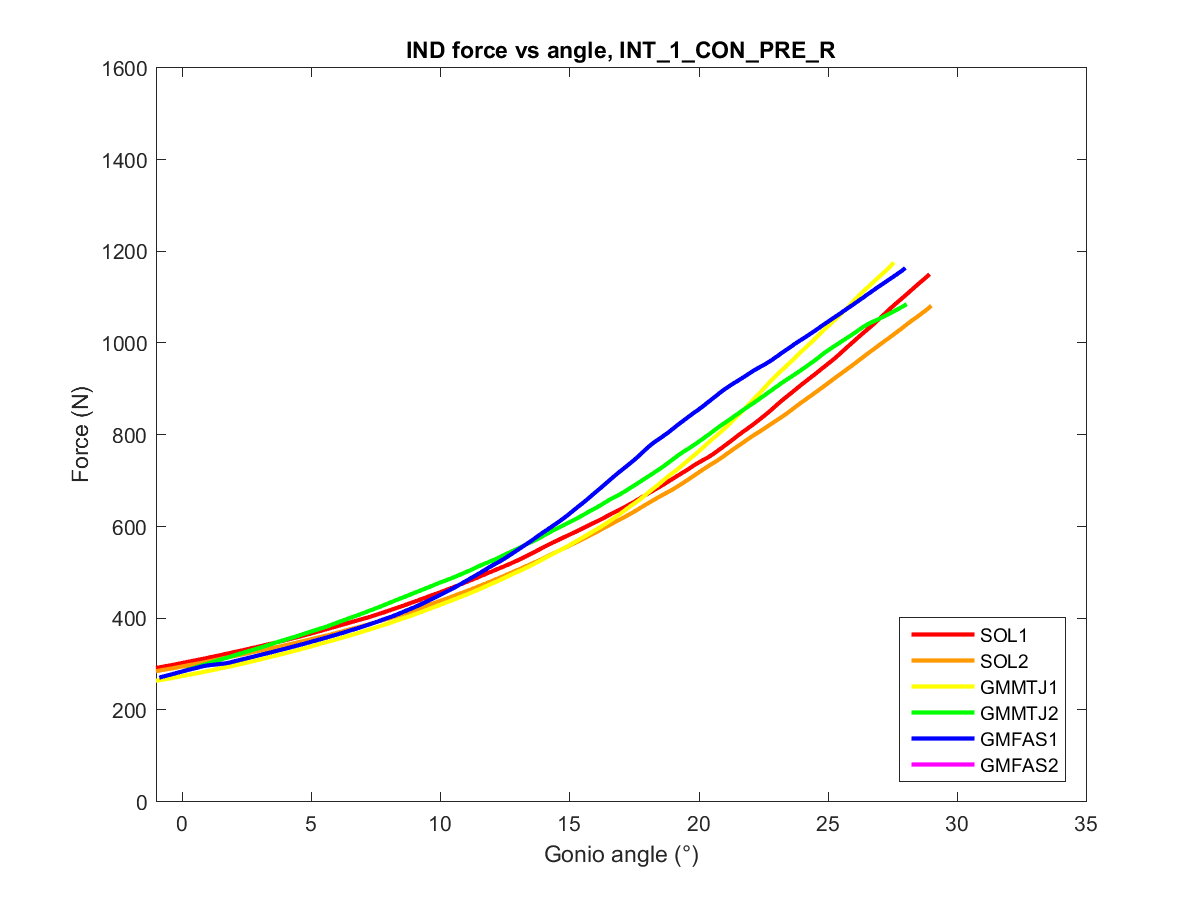 IND force vs angle, INT_1_CON_PRE_R
1600
1400
1200
1000
800
600
400
200
0
Force (N)
0 5 10 15 20 25 30 35
Gonio angle (°)
SOL1
SOL2
GMMTJ1
GMMTJ2
GMFAS1
GMFAS2